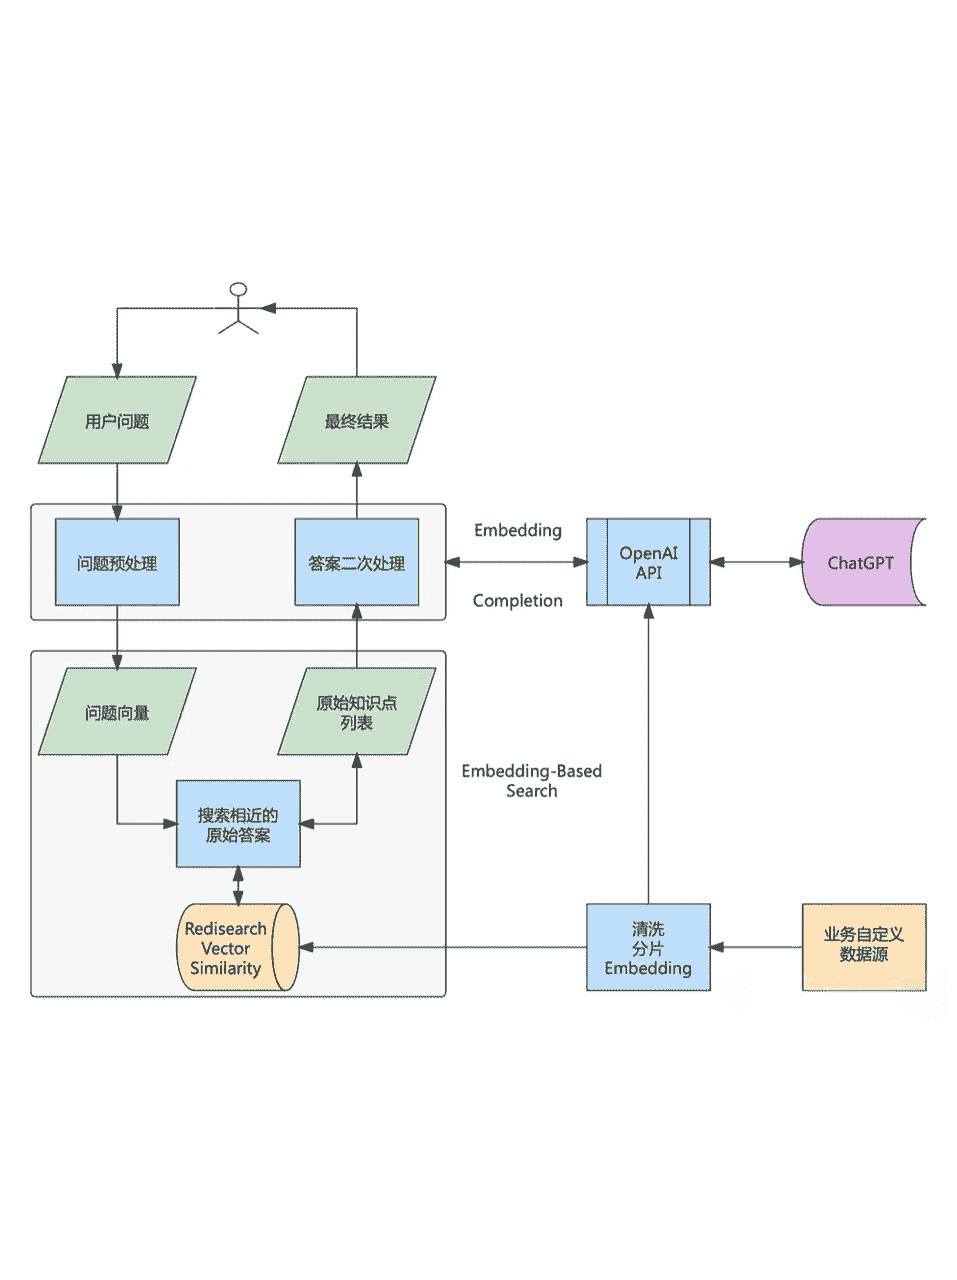 用户问题
最终结果
问题预处理
答案二次处理
Embedding
Completion
OpenAI
API
ChatGPT
问题向量
原始知识点
列表
搜索相近的
原始答案
Embedding-Based
Search
Redisearch
Vector
Similarity
清洗
分片
Embedding
业务自定义
数据源